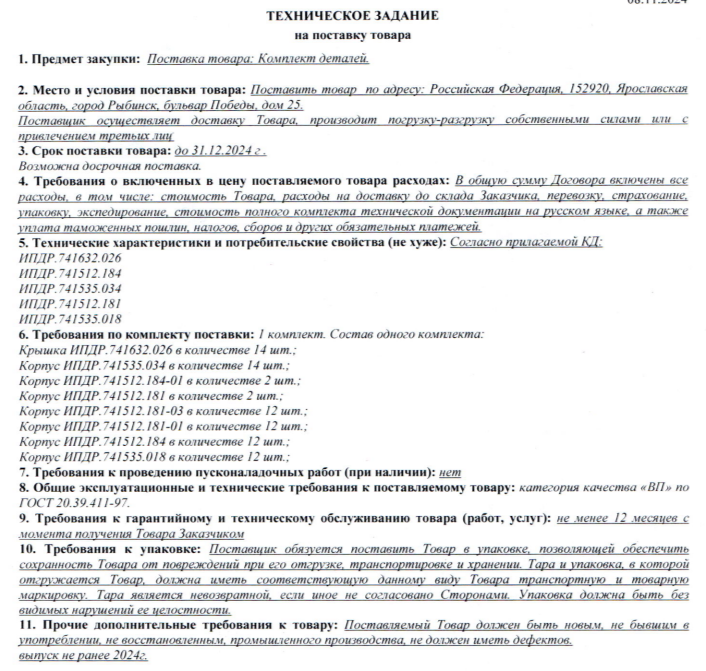 08.11.2024
ТЕХНИЧЕСКОЕ ЗАДАНИЕ
на поставку товара
1. Предмет закупки: Поставка товара: Комплект деталей.
2. Место и условия поставки товара: Поставить товар по адресу: Российская Федерация, 152920, Ярославская
область, город Рыбинск, бульвар Победы, дом 25.
Поставщик осуществляет доставку Товара, производит погрузку-разгрузку собственными силами или с
привлечением третьих лиц
3. Срок поставки товара: до 31.12.2024 г .
Возможна досрочная поставка.
4. Требования о включенных в цену поставляемого товара расходах: В общую сумму Договора включены все
расходы, в том числе: стоимость Товара, расходы на доставку до склада Заказчика, перевозку, страхование,
упаковку, экспедирование, стоимость полного комплекта технической документации на русском языке, а также
уплата таможенных пошлин, налогов, сборов и других обязательных платежей.
5. Технические характеристики и потребительские свойства (не хуже): Согласно прилагаемой КД:
ИПДР.741632.026
ИПДР.741512.184
ИПДР.741535.034
ИПДР.741512.181
ИПДР.741535.018
6. Требования по комплекту поставки: 1 комплект. Состав одного комплекта:
Крышка ИПДР.741632.026 в количестве 14 шт.;
Корпус ИПДР.741535.034 в количестве 14 шт.;
Корпус ИПДР.741512.184-01 в количестве 2 шт.;
Корпус ИПДР.741512.181 в количестве 2 шт.;
Корпус ИПДР.741512.181-03 в количестве 12 шт.;
Корпус ИПДР.741512.181-01 в количестве 12 шт.;
Корпус ИПДР.741512.184 в количестве 12 шт.;
Корпус ИПДР.741535.018 в количестве 12 шт.;
7. Требования к проведению пусконаладочных работ (при наличии): нет
8. Общие эксплуатационные и технические требования к поставляемому товару: категория качества «ВП» по
ГОСТ 20.39.411-97.
9. Требования к гарантийному и техническому обслуживанию товара (работ, услуг): не менее 12 месяцев с
момента получения Товара Заказчиком
10. Требования к упаковке: Поставщик обязуется поставить Товар в упаковке, позволяющей обеспечить
сохранность Товара от повреждений при его отгрузке, транспортировке и хранении. Тара и упаковка, в которой
отгружается Товар, должна иметь соответствующую данному виду Товара транспортную и товарную
маркировку. Тара является невозвратной, если иное не согласовано Сторонами. Упаковка должна быть без
видимых нарушений ее целостности.
11. Прочие дополнительные требования к товару: Поставляемый Товар должен быть новым, не бывшим в
употреблении, не восстановленным, промышленного производства, не должен иметь дефектов.
выпуск не ранее 2024г.